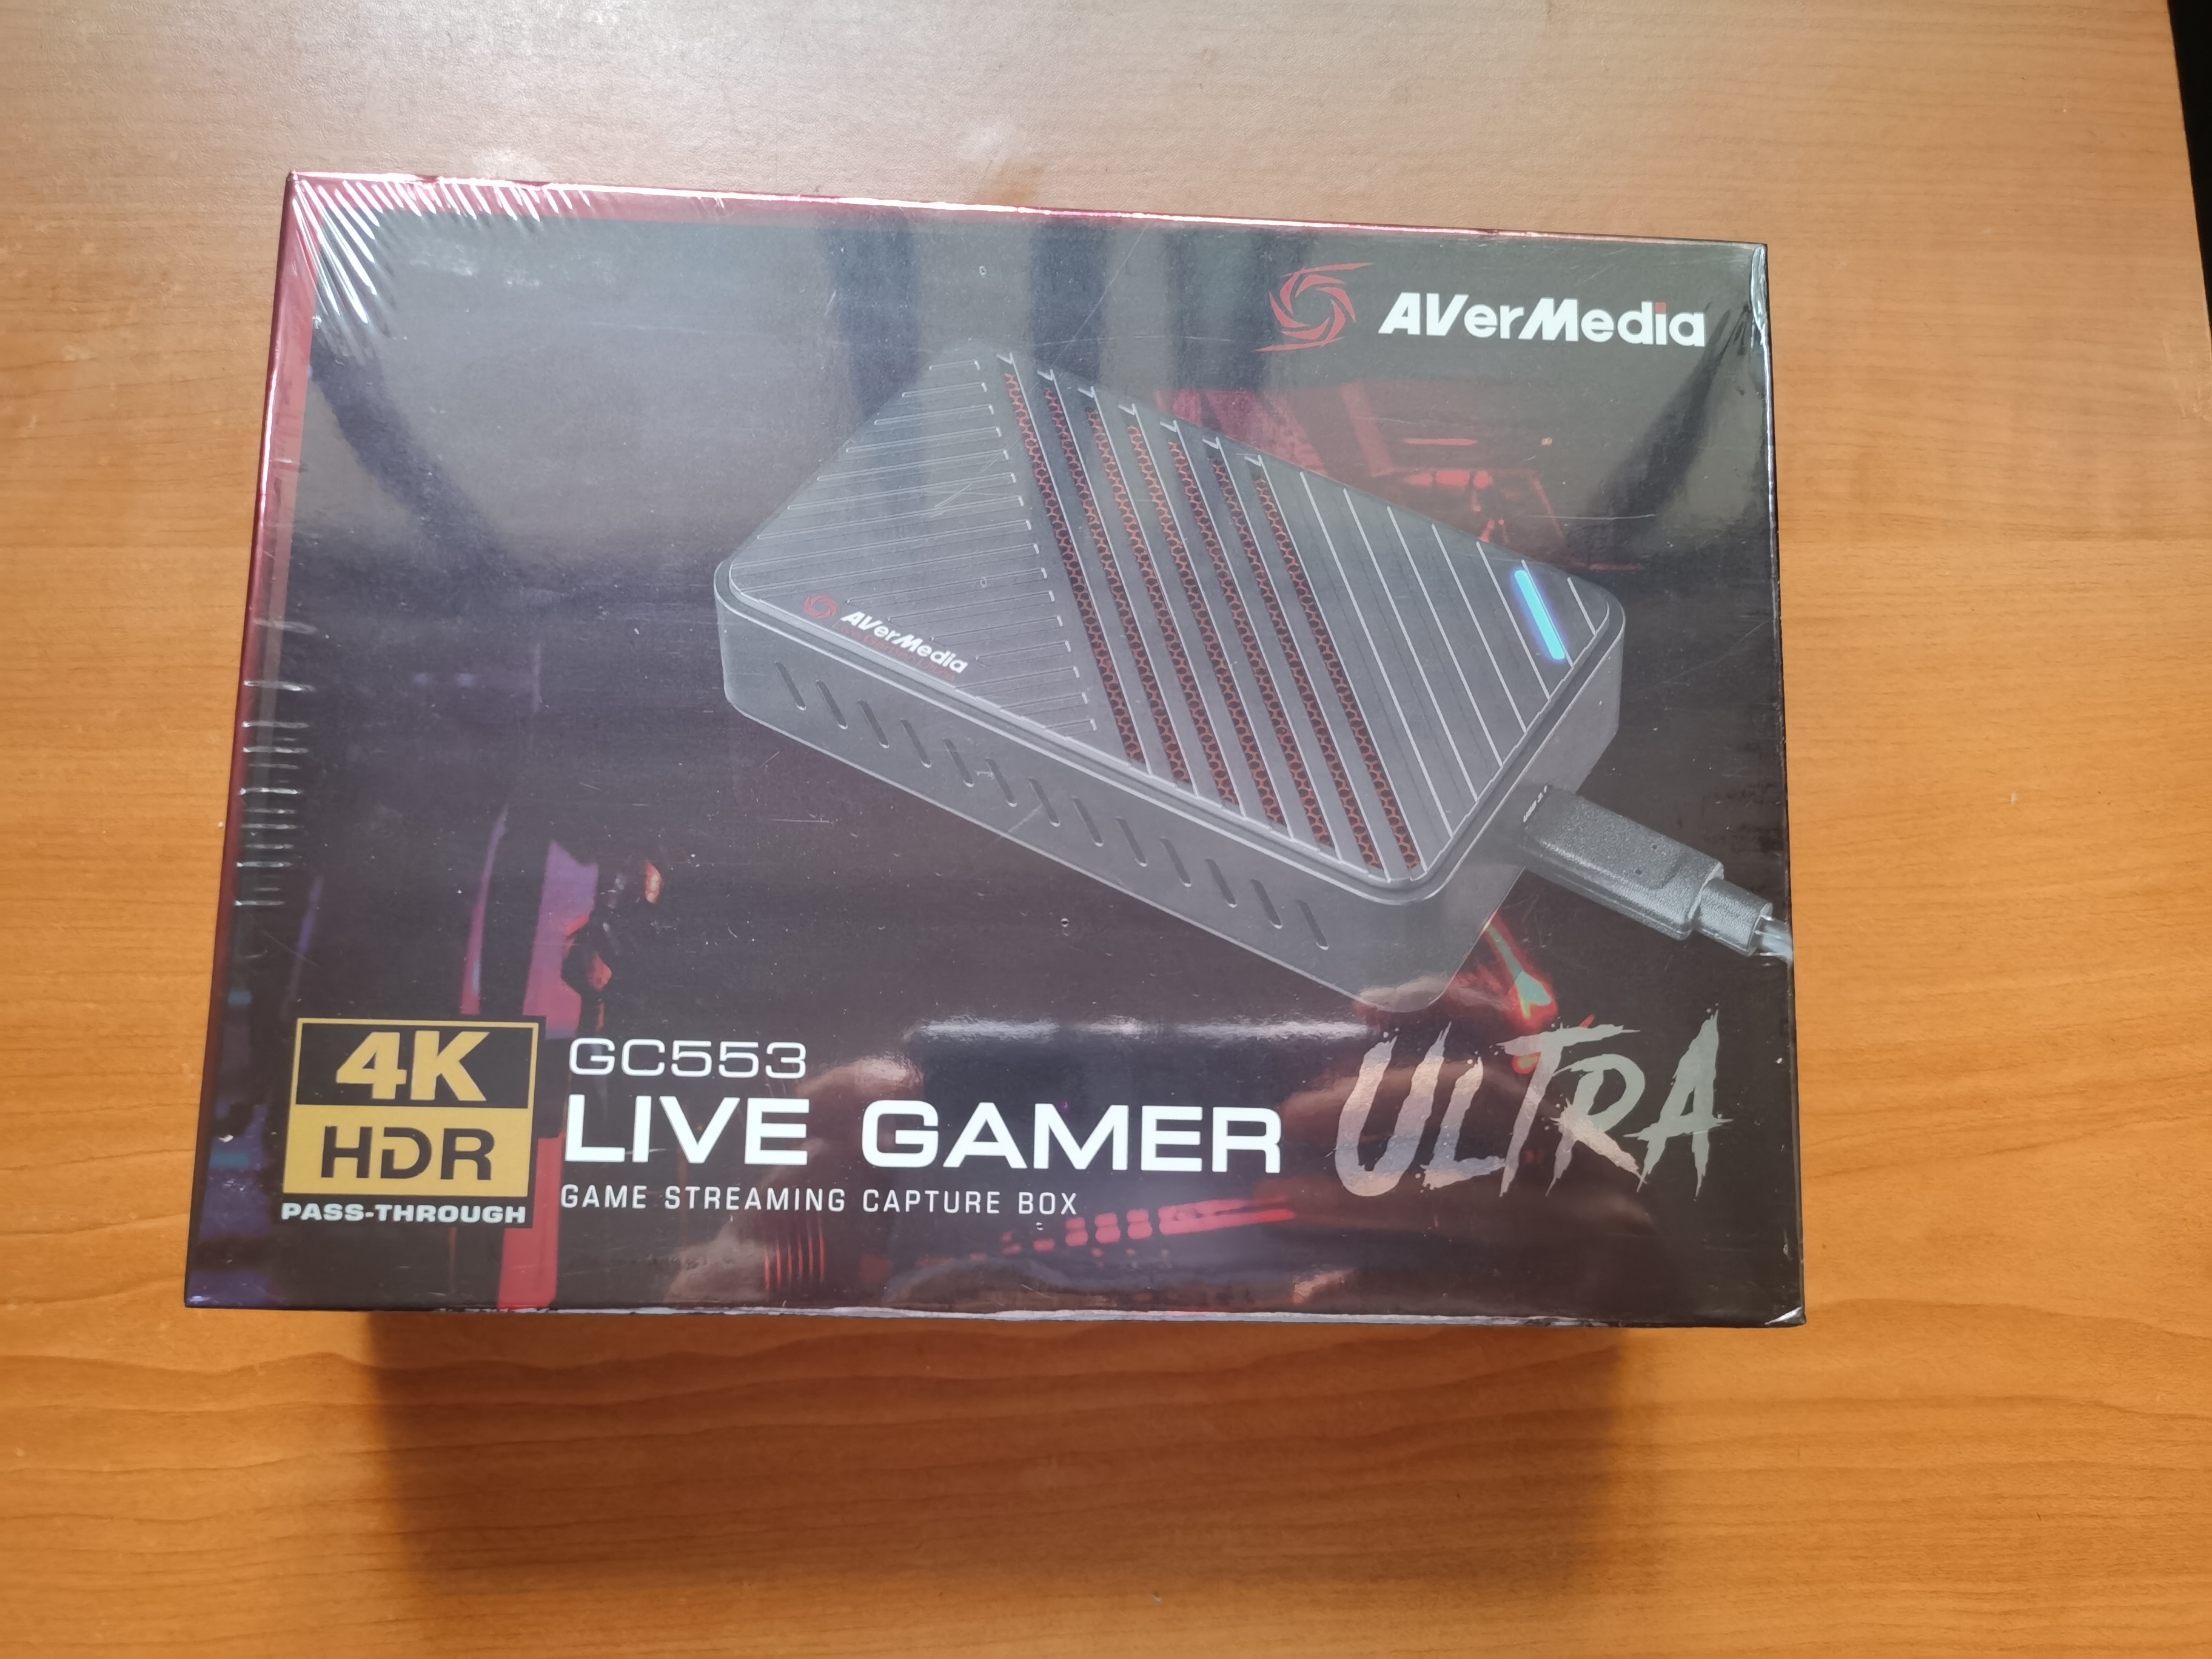 AVerMedia
AVerMedia
4K
HDR
PASS-THROUGH
GC553
LIVE GAMER ULTRA
GAME STREAMING CAPTURE BOX